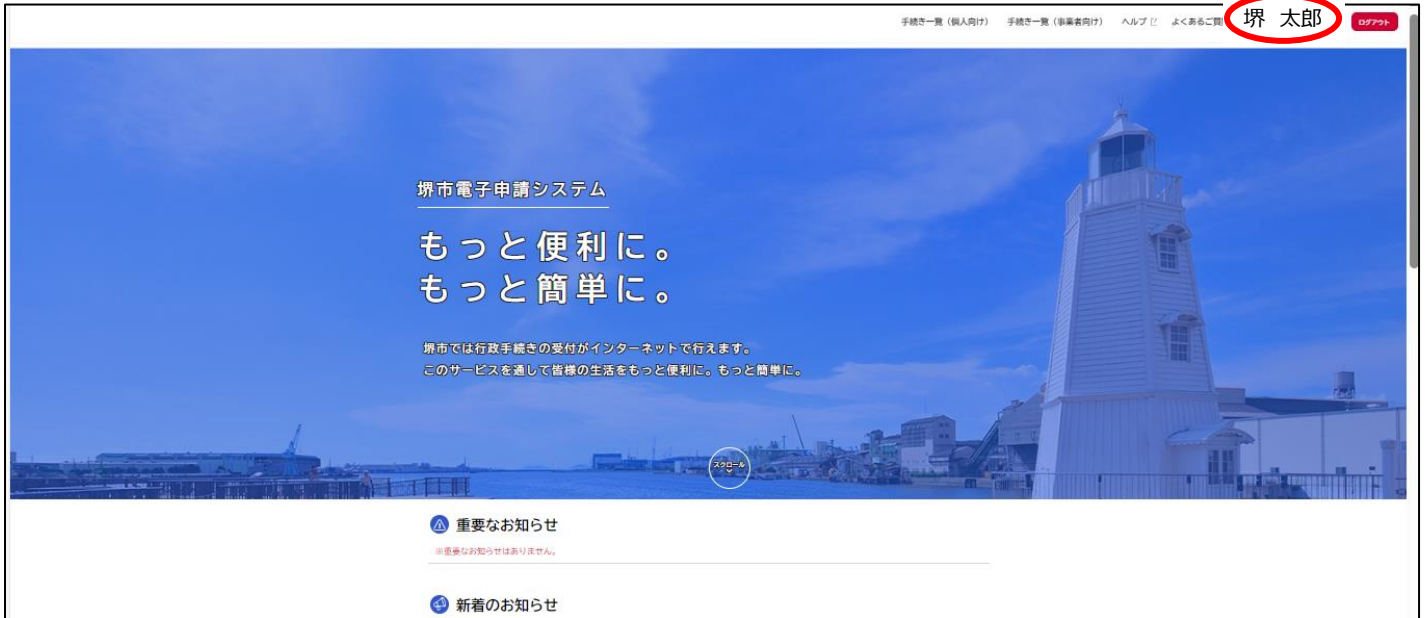 手続き一覧（個人向け） 手続き一覧（事業者向け） ヘルプ よくあるご質 堺 太郎 ログアウト
堺市電子申請システム
もっと便利に。
もっと簡単に。
堺市では行政手続きの受付がインターネットで行えます。
このサービスを通して皆様の生活をもっと便利に。もっと簡単に。
スクロール
重要なお知らせ
※重要なお知らせはありません。
新着のお知らせ